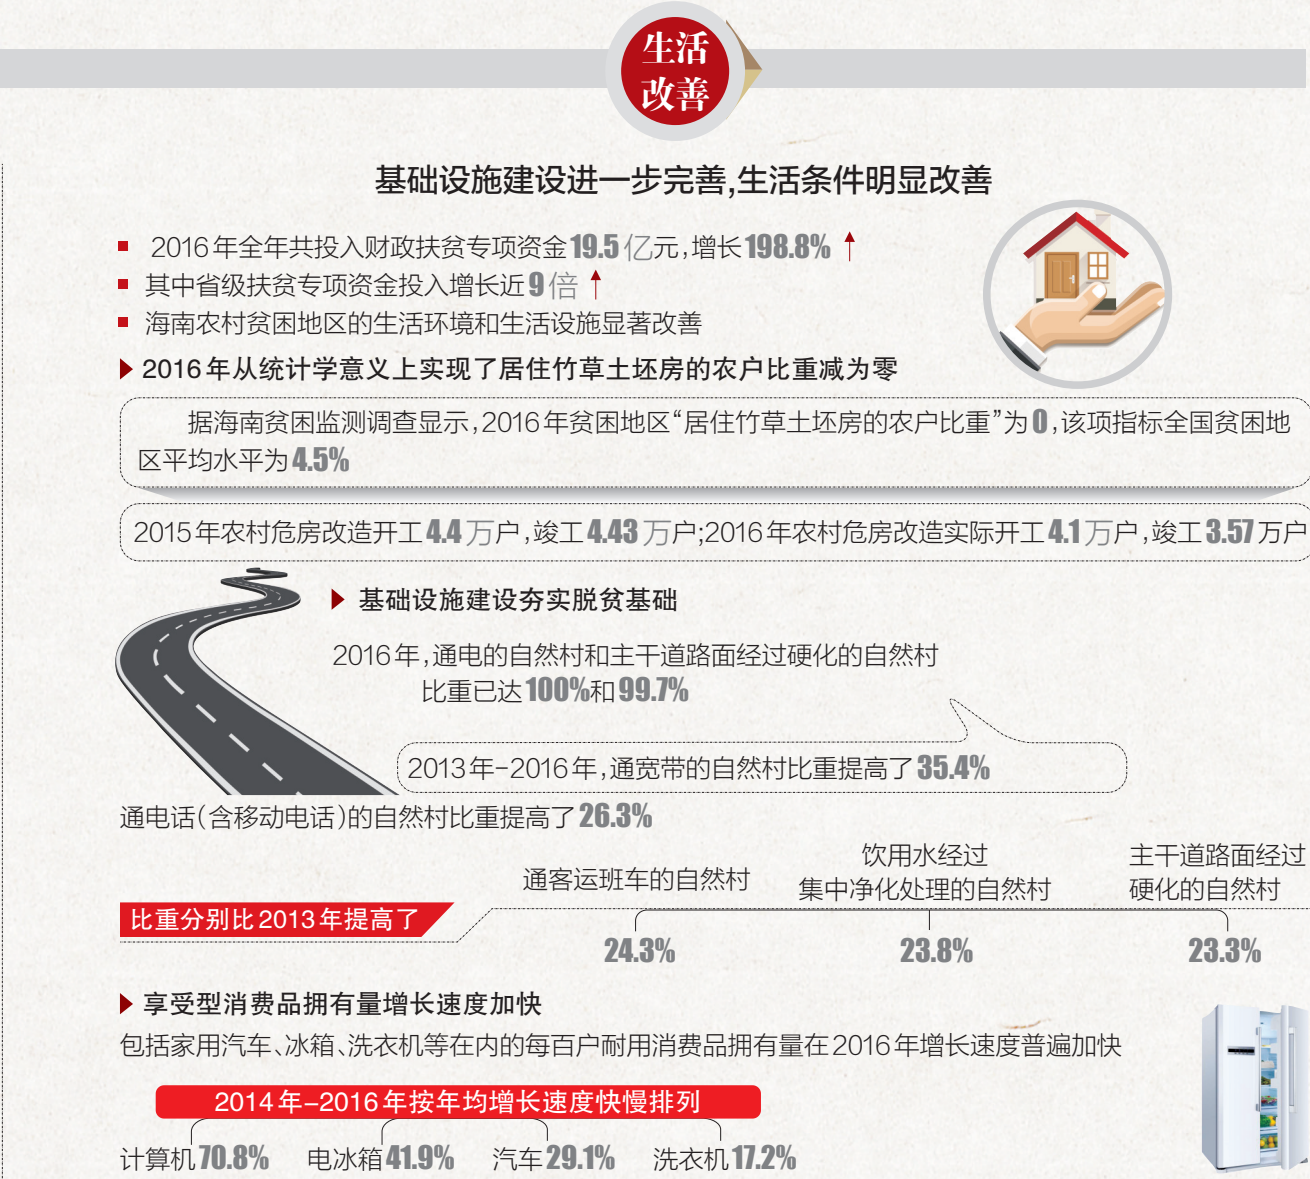 生活
改善
基础设施建设进一步完善,生活条件明显改善
2016年全年共投入财政扶贫专项资金19.5亿元,增长198.8%
其中省级扶贫专项资金投入增长近9倍
海南农村贫困地区的生活环境和生活设施显著改善
2016年从统计学意义上实现了居住竹草土坯房的农户比重减为零
据海南贫困监测调查显示,2016年贫困地区“居住竹草土坯房的农户比重”为0,该项指标全国贫困地
区平均水平为4.5%
2015年农村危房改造开工4.4万户,竣工4.43万户;2016年农村危房改造实际开工4.1万户,竣工3.57万户
基础设施建设夯实脱贫基础
2016年,通电的自然村和主干道路面经过硬化的自然村
比重已达100%和99.7%
2013年-2016年,通宽带的自然村比重提高了35.4%
通电话(含移动电话)的自然村比重提高了26.3%
比重分别比2013年提高了
通客运班车的自然村
24.3%
饮用水经过
集中净化处理的自然村
23.8%
主干道路面经过
硬化的自然村
23.3%
享受型消费品拥有量增长速度加快
包括家用汽车、冰箱、洗衣机等在内的每百户耐用消费品拥有量在2016年增长速度普遍加快
2014年-2016年按年均增长速度快慢排列
计算机70.8% 电冰箱41.9% 汽车29.1% 洗衣机17.2%